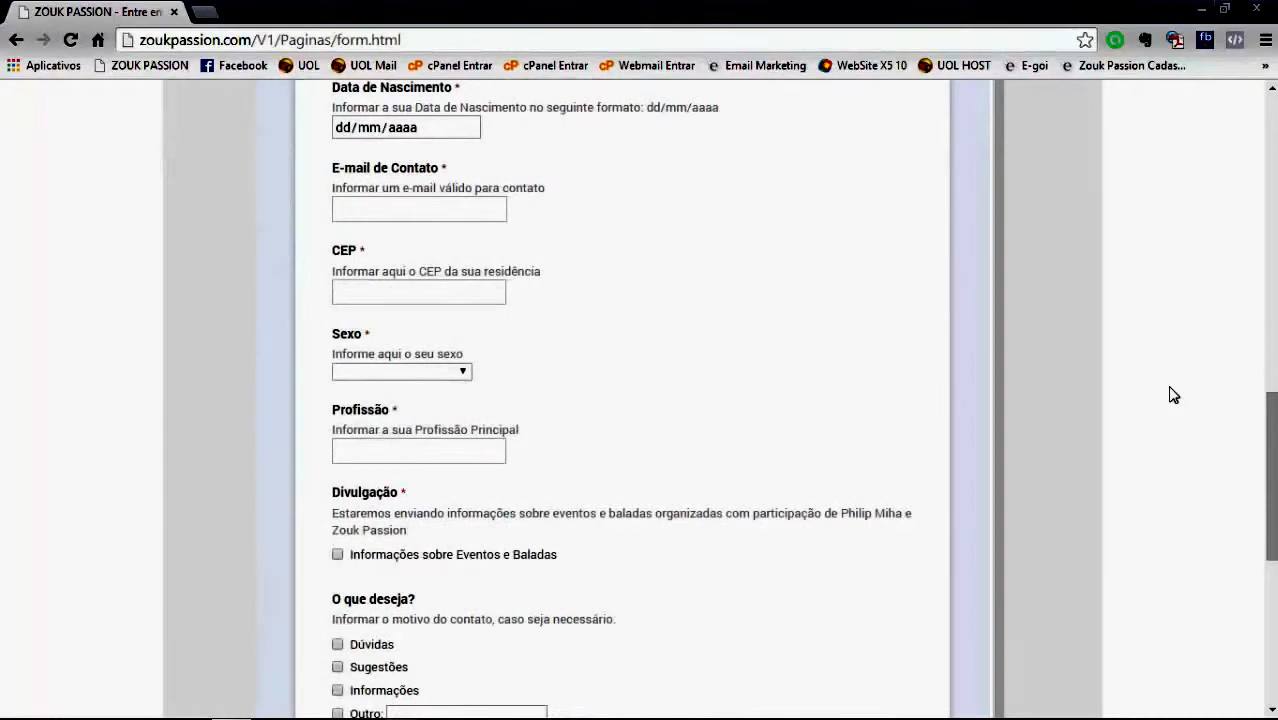 ZOUK PASSION - Entre en
zoukpassion.com/V1/Paginas/form.html
fb
Aplicativos ZOUK PASSION Facebook UOL UOL Mail cP cPanel Entrar cP cPanel Entrar cP Webmail Entrar e Email Marketing WebSite X5 10 UOL HOST e E-goi e Zouk Passion Cadas... »
Data de Nascimento *
Informar a sua Data de Nascimento no seguinte formato: dd/mm/aaaa
dd/mm/aaaa
E-mail de Contato *
Informar um e-mail válido para contato
CEP *
Informar aqui o CEP da sua residência
Sexo *
Informe aqui o seu sexo
Profissão *
Informar a sua Profissão Principal
Divulgação *
Estaremos enviando informações sobre eventos e baladas organizadas com participação de Philip Miha e
Zouk Passion
Informações sobre Eventos e Baladas
O que deseja?
Informar o motivo do contato, caso seja necessário.
Dúvidas
Sugestões
Informações
Outro: